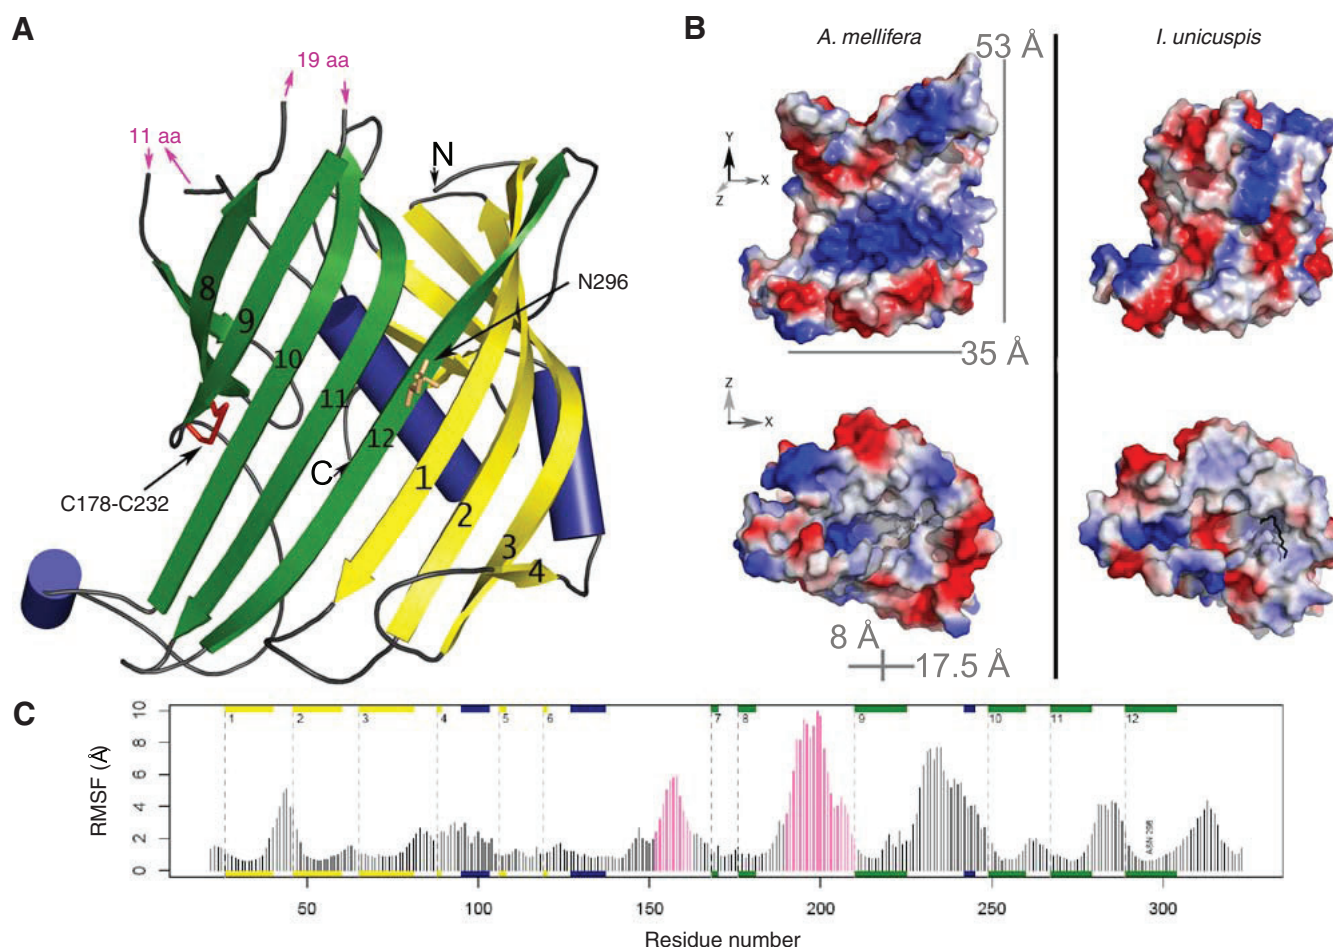 A
19 aa
11 aa
N
N296
8
9
10
11
12
C
1
2
3
4
C178-C232
B
A. mellifera
I. unicuspis
53 Å
Y
X
Z
35 Å
Z
X
8 Å
17.5 Å
C
RMSF (Å)
10
8
6
4
2
0
1
2
3
4
5
6
7
8
9
10
11
12
ASN 296
50
100
150
200
250
300
Residue number